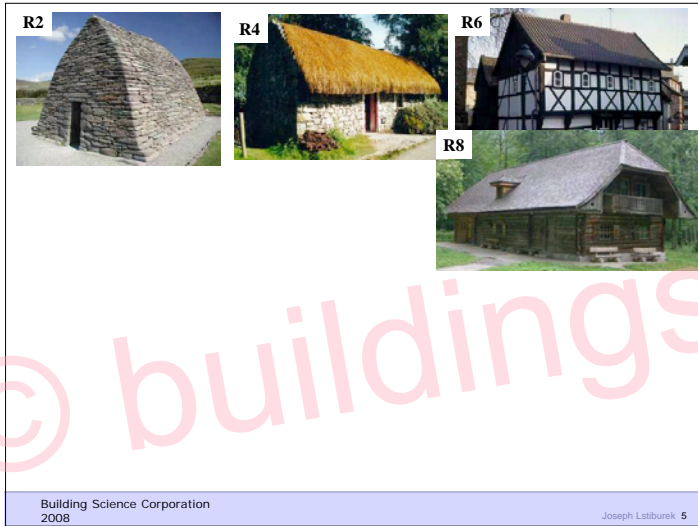 R2
R4
R6
R8
© buildings
Building Science Corporation
2008
Joseph Lstiburek 5